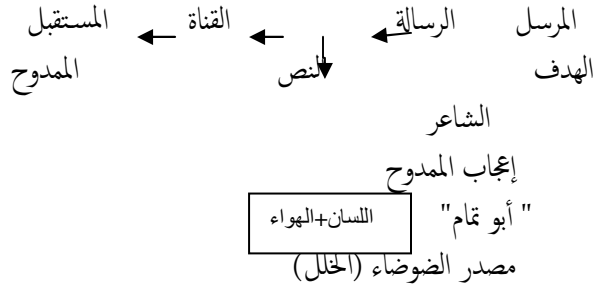 المرسل الرسالة القناة المستقبل
الهدف النص الممدوح
الشاعر
إعجاب الممدوح
" أبو تمام" اللسان+الهواء
مصدر الضوضاء (الخلل)